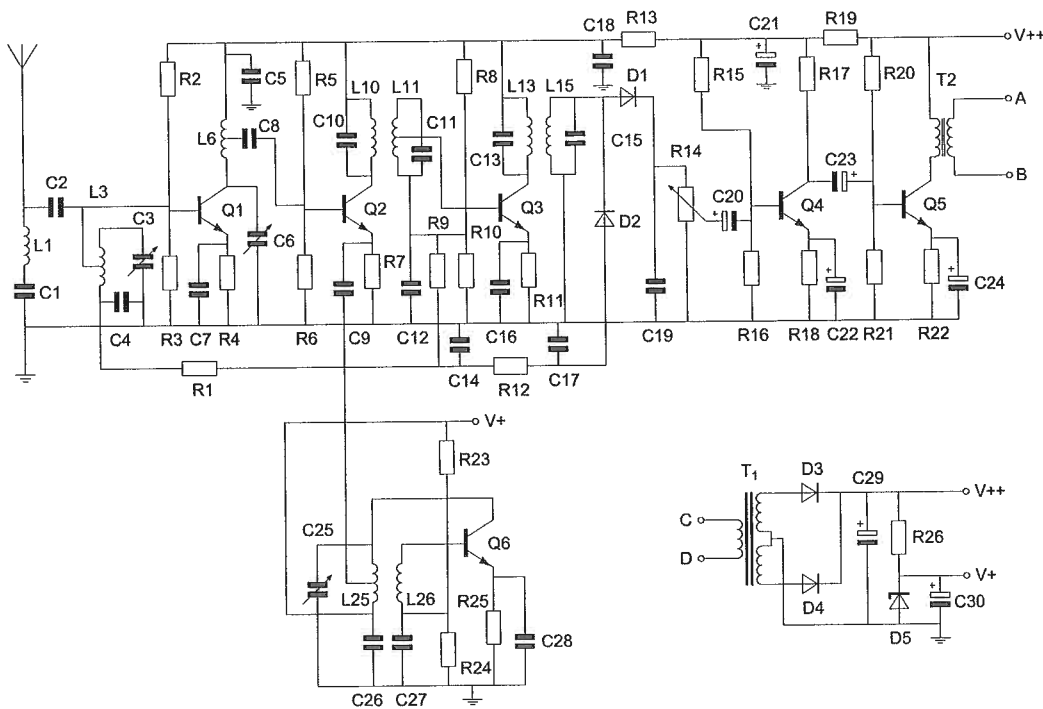 C18 R13 C21 R19 V++
R2 C5 R5 L10 L11 R8 L13 L15 D1 R15 R17 R20 T2
A
L6 C8 C10 C11 C13 C15 R14 C23
C2 L3 Q1 Q2 Q3 C20 Q4 Q5 B
C3 C6 R9 R10 D2
L1 R7 R11
C1 C24
C4 R3 C7 R4 R6 C9 C12 C16 C19 R16 R18 C22 R21 R22
R1 C14 R12 C17
V+
R23
T1 D3 C29 V++
C25 Q6 C R26
D
L25 L26 R25 D4 V+
C30
R24 C28 D5
C26 C27